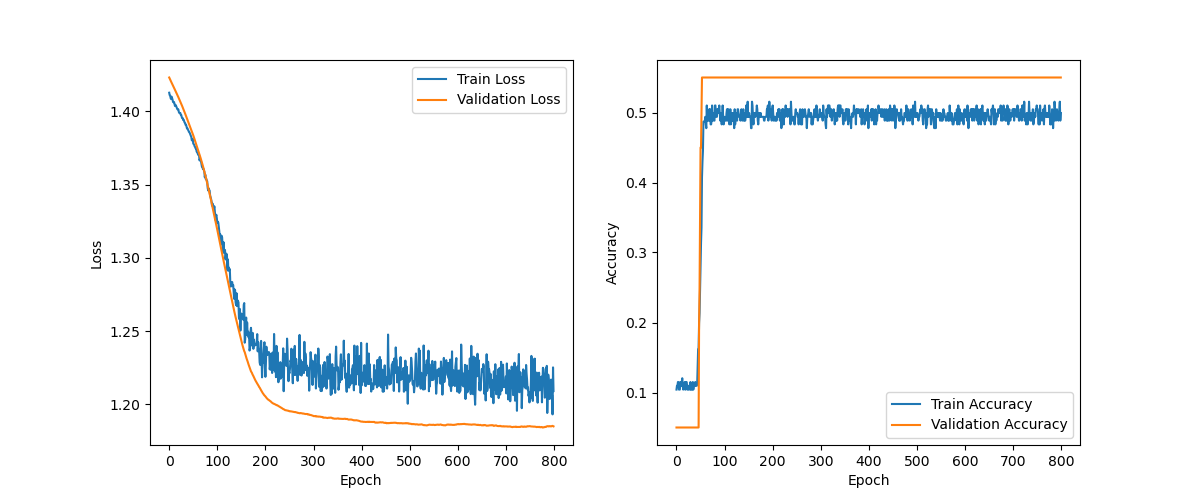 Train Loss
Validation Loss
1.40
1.35
1.30
1.25
1.20
Loss
0 100 200 300 400 500 600 700 800
Epoch
0.5
0.4
0.3
0.2
0.1
Accuracy
Train Accuracy
Validation Accuracy
0 100 200 300 400 500 600 700 800
Epoch